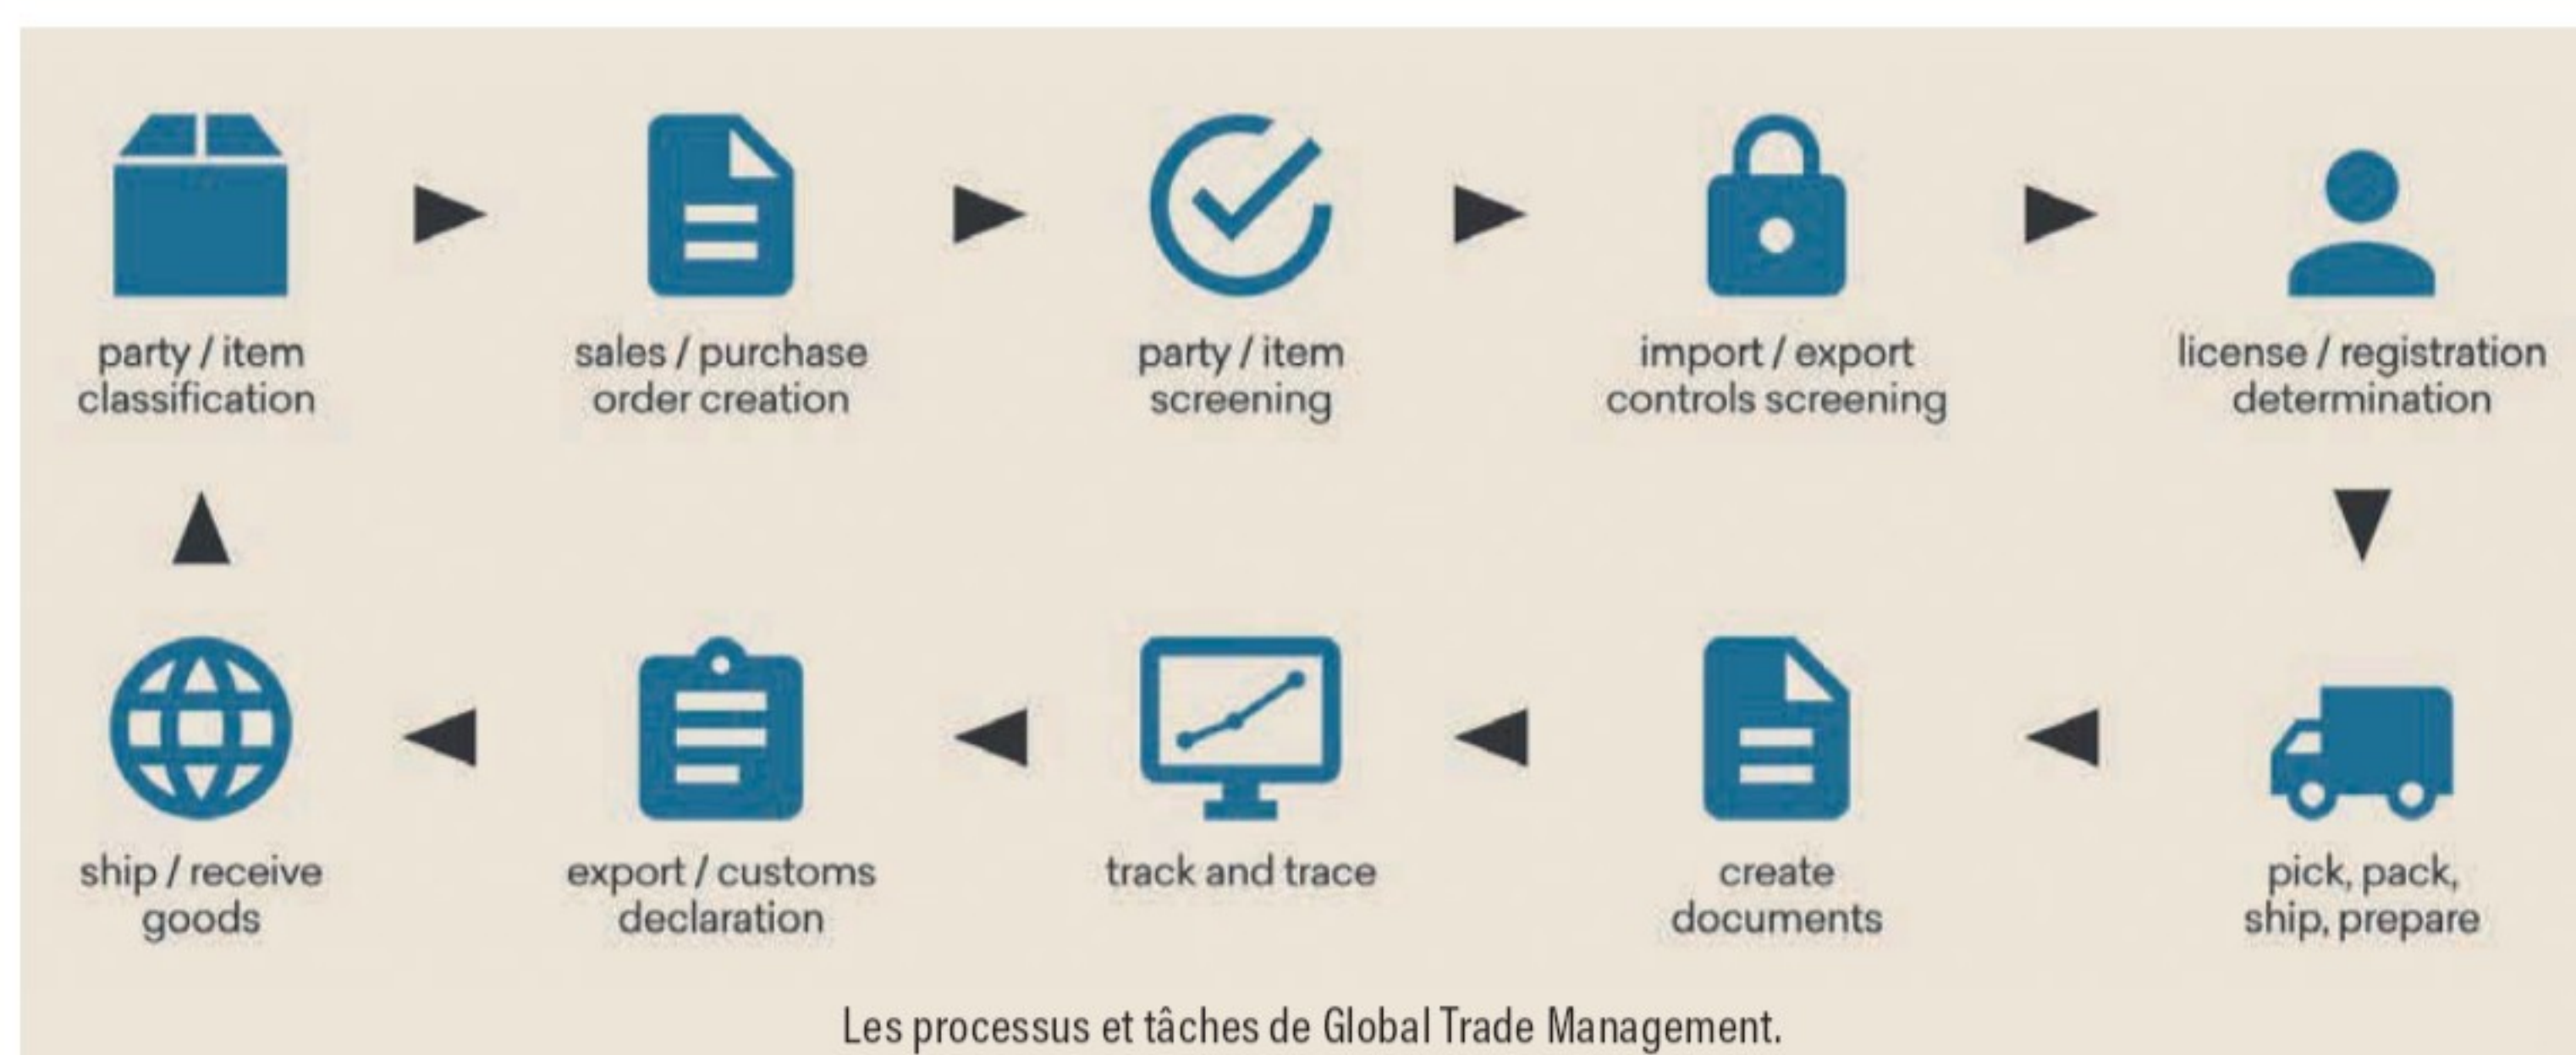 party / item
classification
sales / purchase
order creation
party / item
screening
import / export
controls screening
license / registration
determination
ship / receive
goods
export / customs
declaration
track and trace
create
documents
pick, pack,
ship, prepare
Les processus et tâches de Global Trade Management.